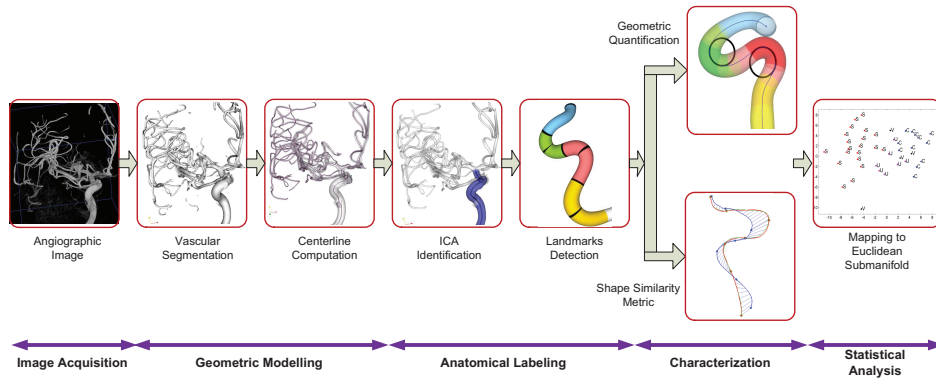 Geometric
Quantification
Angiographic
Image
Vascular
Segmentation
Centerline
Computation
ICA
Identification
Landmarks
Detection
Shape Similarity
Metric
Mapping to
Euclidean
Submanifold
Image Acquisition
Geometric Modelling
Anatomical Labeling
Characterization
Statistical
Analysis